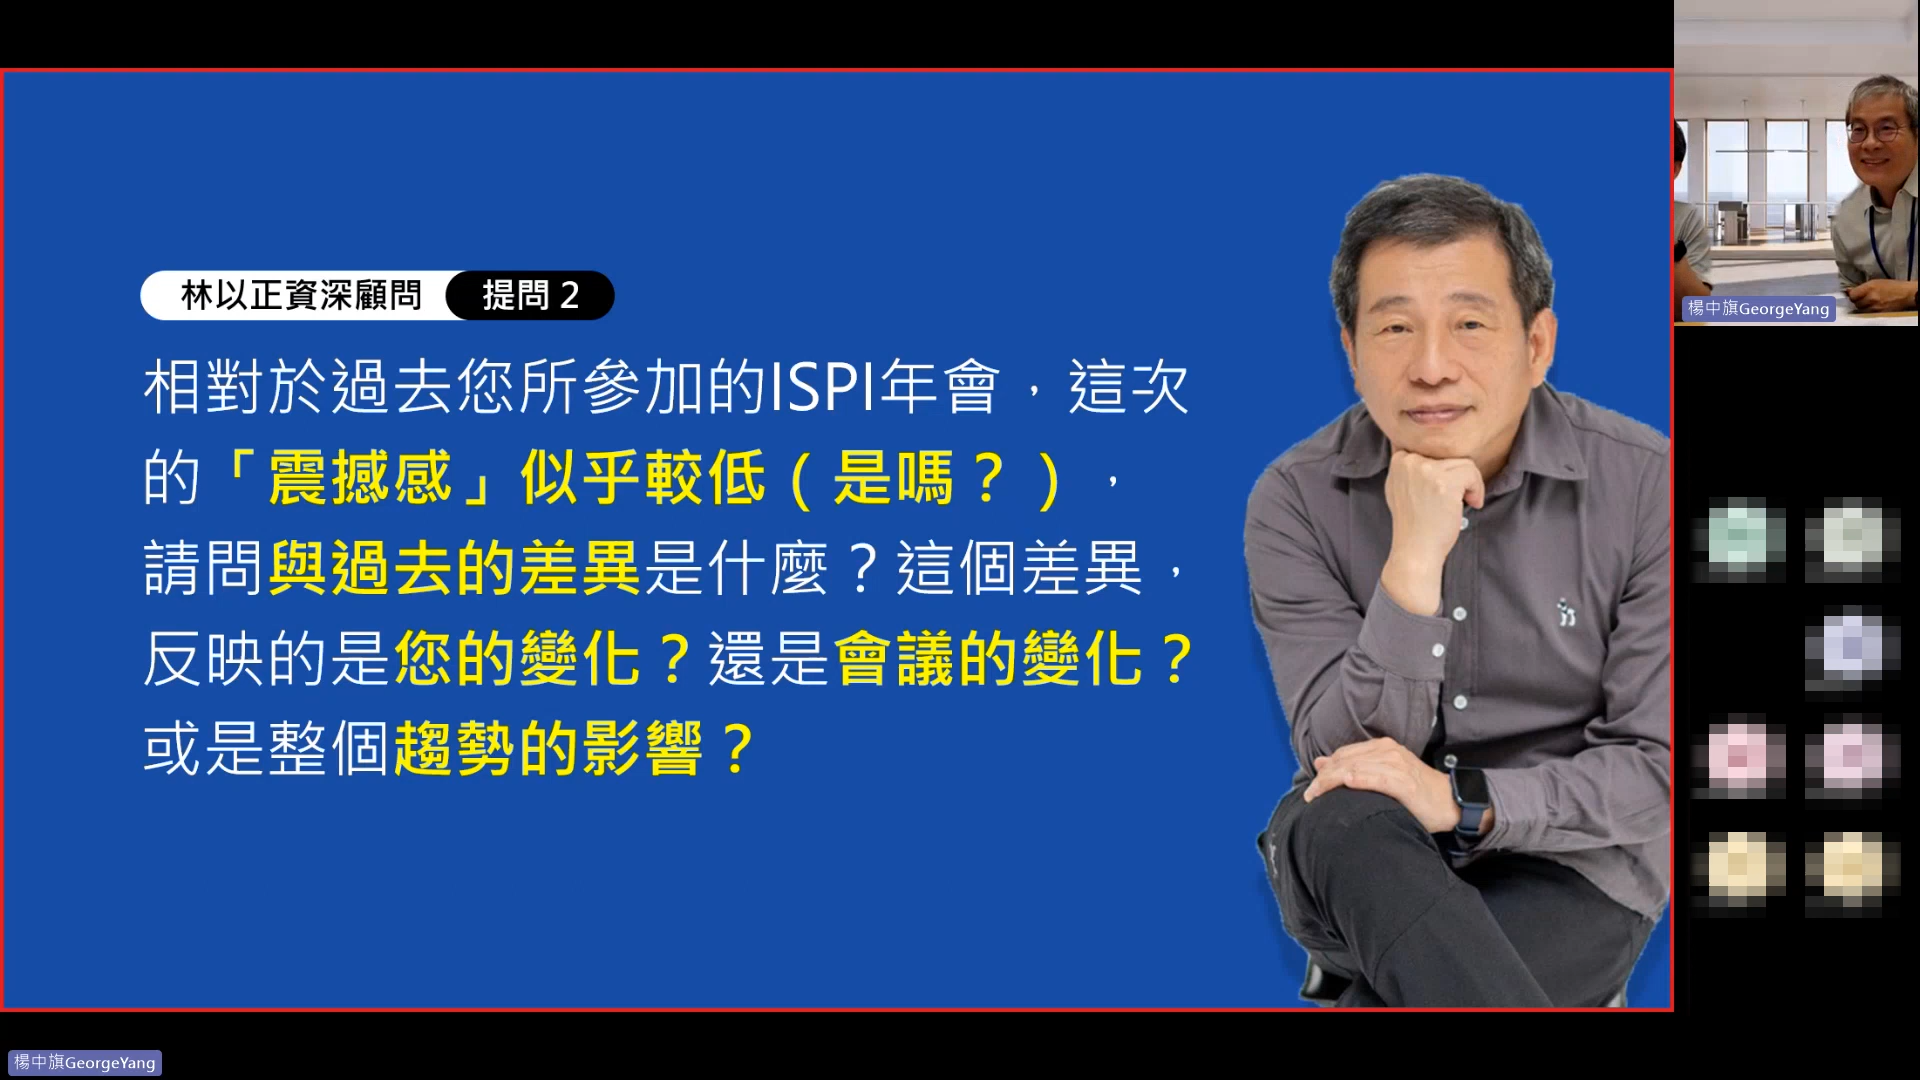 林以正資深顧問 提問 2
相對於過去您所參加的ISPI年會，這次
的「震撼感」似乎較低（是嗎？），
請問與過去的差異是什麼？這個差異，
反映的是您的變化？還是會議的變化？
或是整個趨勢的影響？
楊中旗GeorgeYang
楊中旗GeorgeYang